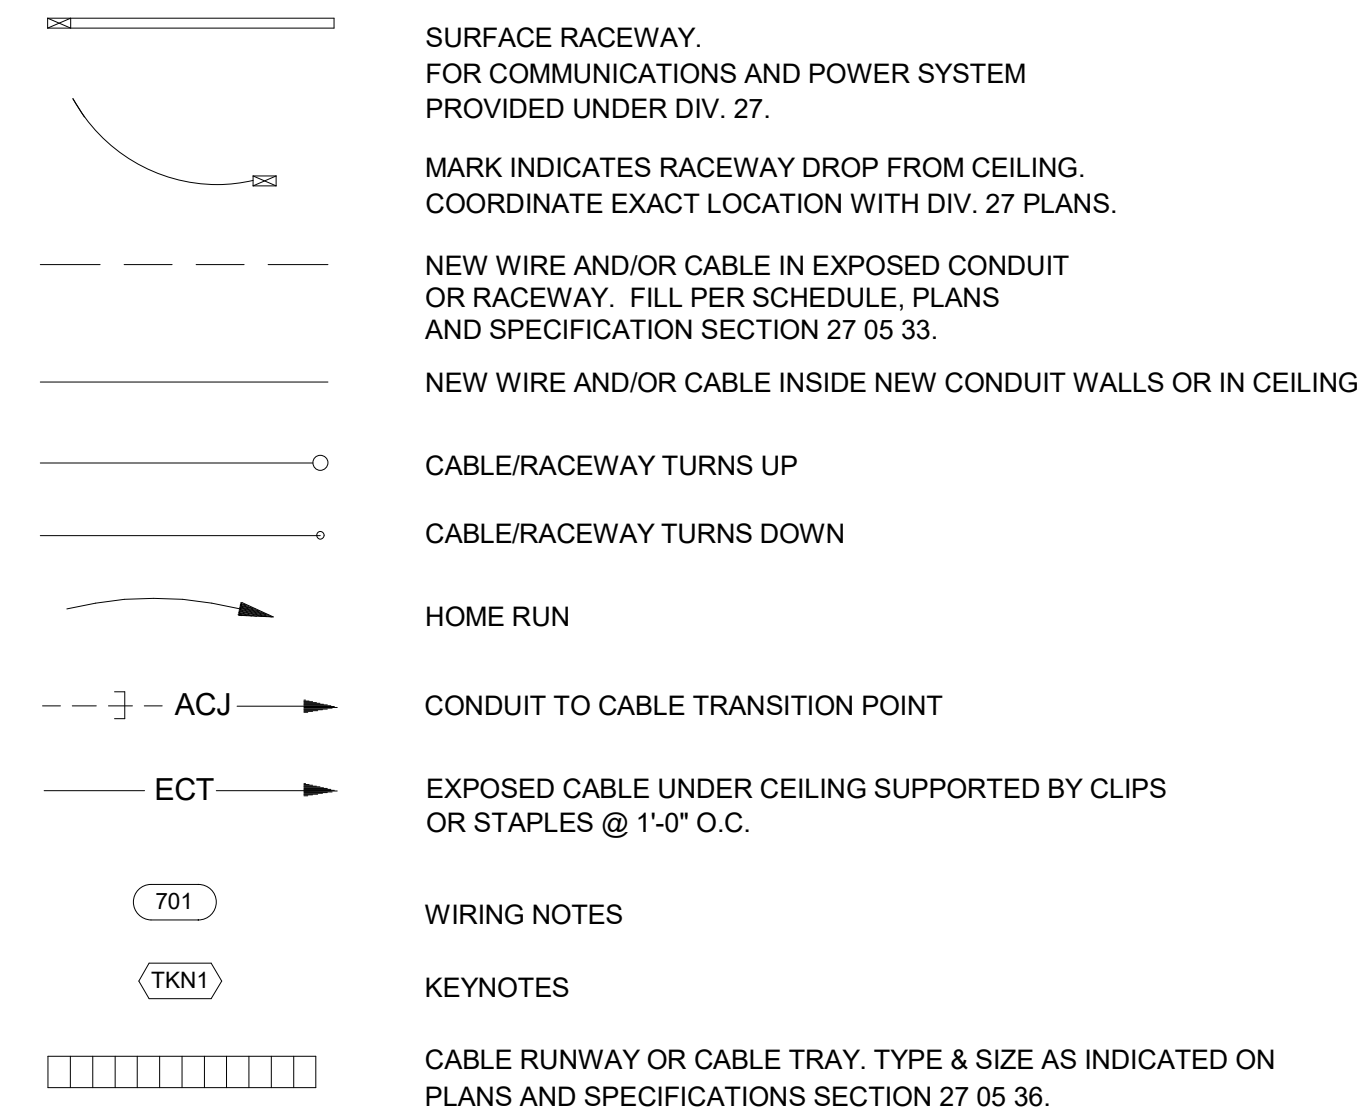 SURFACE RACEWAY.
FOR COMMUNICATIONS AND POWER SYSTEM
PROVIDED UNDER DIV. 27.
MARK INDICATES RACEWAY DROP FROM CEILING.
COORDINATE EXACT LOCATION WITH DIV. 27 PLANS.
NEW WIRE AND/OR CABLE IN EXPOSED CONDUIT
OR RACEWAY. FILL PER SCHEDULE, PLANS
AND SPECIFICATION SECTION 27 05 33.
NEW WIRE AND/OR CABLE INSIDE NEW CONDUIT WALLS OR IN CEILING
CABLE/RACEWAY TURNS UP
CABLE/RACEWAY TURNS DOWN
HOME RUN
ACJ CONDUIT TO CABLE TRANSITION POINT
ECT EXPOSED CABLE UNDER CEILING SUPPORTED BY CLIPS
OR STAPLES @ 1'-0" O.C.
701 WIRING NOTES
TKN1 KEYNOTES
CABLE RUNWAY OR CABLE TRAY. TYPE & SIZE AS INDICATED ON
PLANS AND SPECIFICATIONS SECTION 27 05 36.